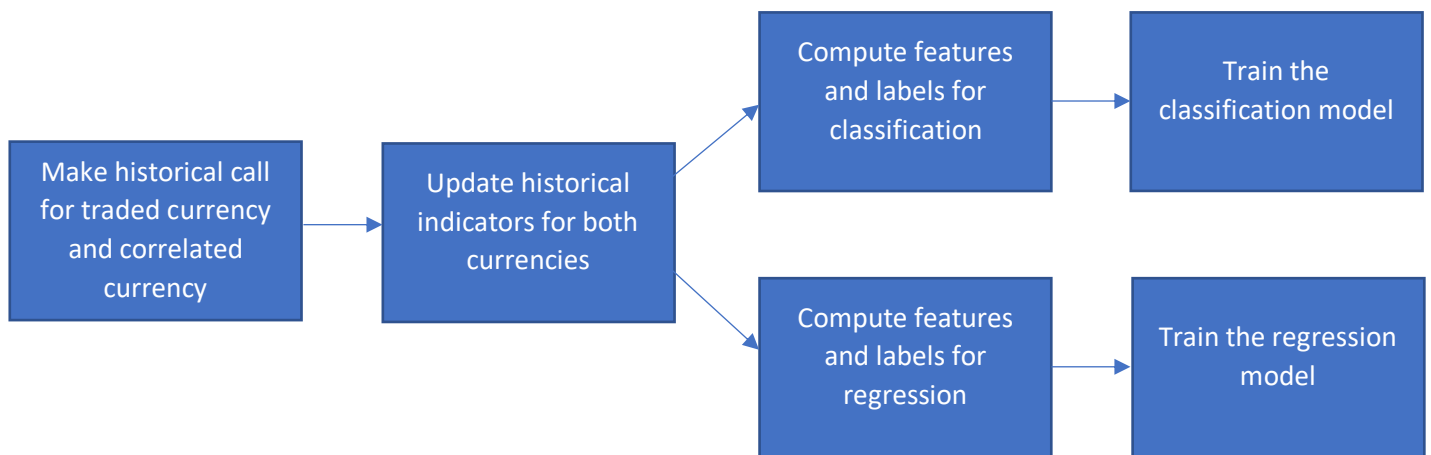 Make historical call
for traded currency
and correlated
currency
Update historical
indicators for both
currencies
Compute features
and labels for
classification
Train the
classification model
Compute features
and labels for
regression
Train the regression
model